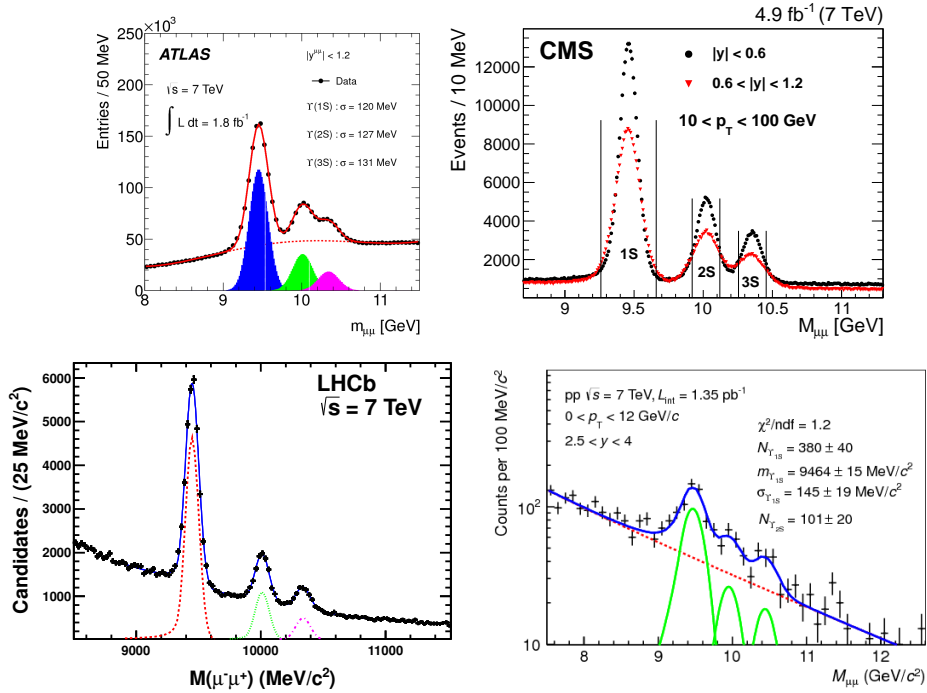 ×10³
250
200
150
100
50
0
Entries / 50 MeV
ATLAS
√s = 7 TeV
∫ L dt = 1.8 fb⁻¹
|y^μμ| < 1.2
Data
ϒ(1S) : σ = 120 MeV
ϒ(2S) : σ = 127 MeV
ϒ(3S) : σ = 131 MeV
8 9 10 11
m_μμ [GeV]
4.9 fb⁻¹ (7 TeV)
12000
10000
8000
6000
4000
2000
Events / 10 MeV
CMS
|y| < 0.6
0.6 < |y| < 1.2
10 < p_T < 100 GeV
1S
2S
3S
9 9.5 10 10.5 11
M_μμ [GeV]
6000
5000
4000
3000
2000
1000
0
Candidates / (25 MeV/c²)
LHCb
√s = 7 TeV
9000 10000 11000
M(μ⁻μ⁺) (MeV/c²)
Counts per 100 MeV/c²
10²
10
pp √s = 7 TeV, L_int = 1.35 pb⁻¹
0 < p_T < 12 GeV/c
2.5 < y < 4
χ²/ndf = 1.2
N_ϒ1S = 380 ± 40
m_ϒ1S = 9464 ± 15 MeV/c²
σ_ϒ1S = 145 ± 19 MeV/c²
N_ϒ2S = 101 ± 20
8 9 10 11 12
M_μμ (GeV/c²)